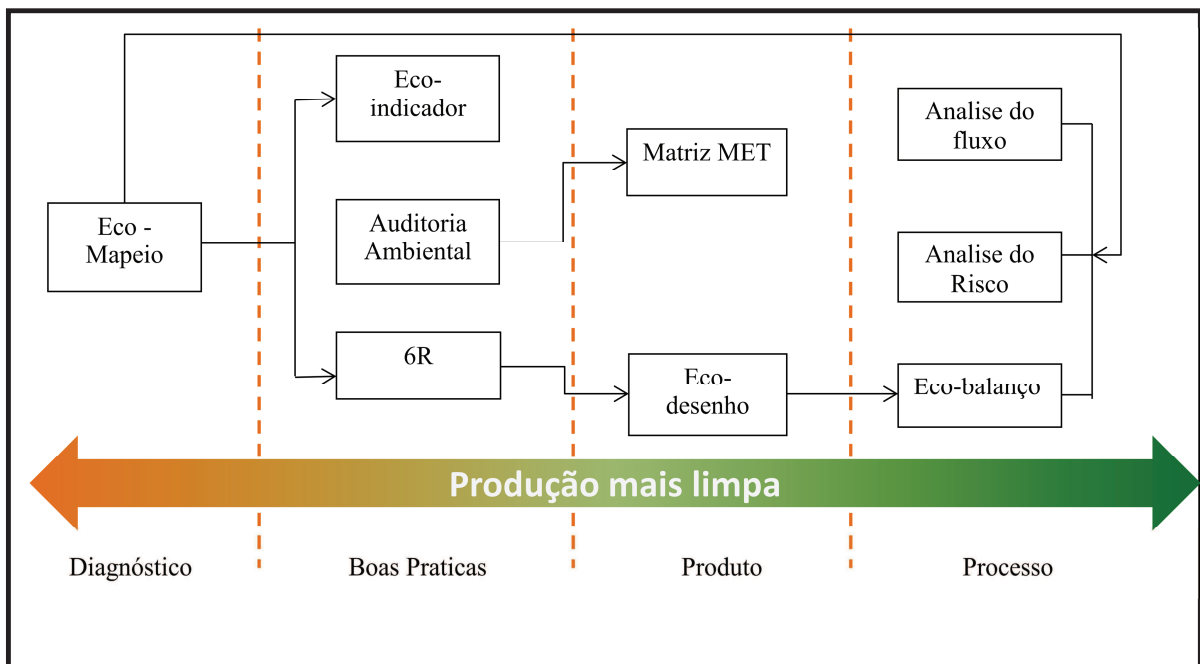 Eco -
Mapeio
Eco-
indicador
Auditoria
Ambiental
6R
Matriz MET
Eco-
desenho
Analise do
fluxo
Analise do
Risco
Eco-balanço
Produção mais limpa
Diagnóstico
Boas Praticas
Produto
Processo